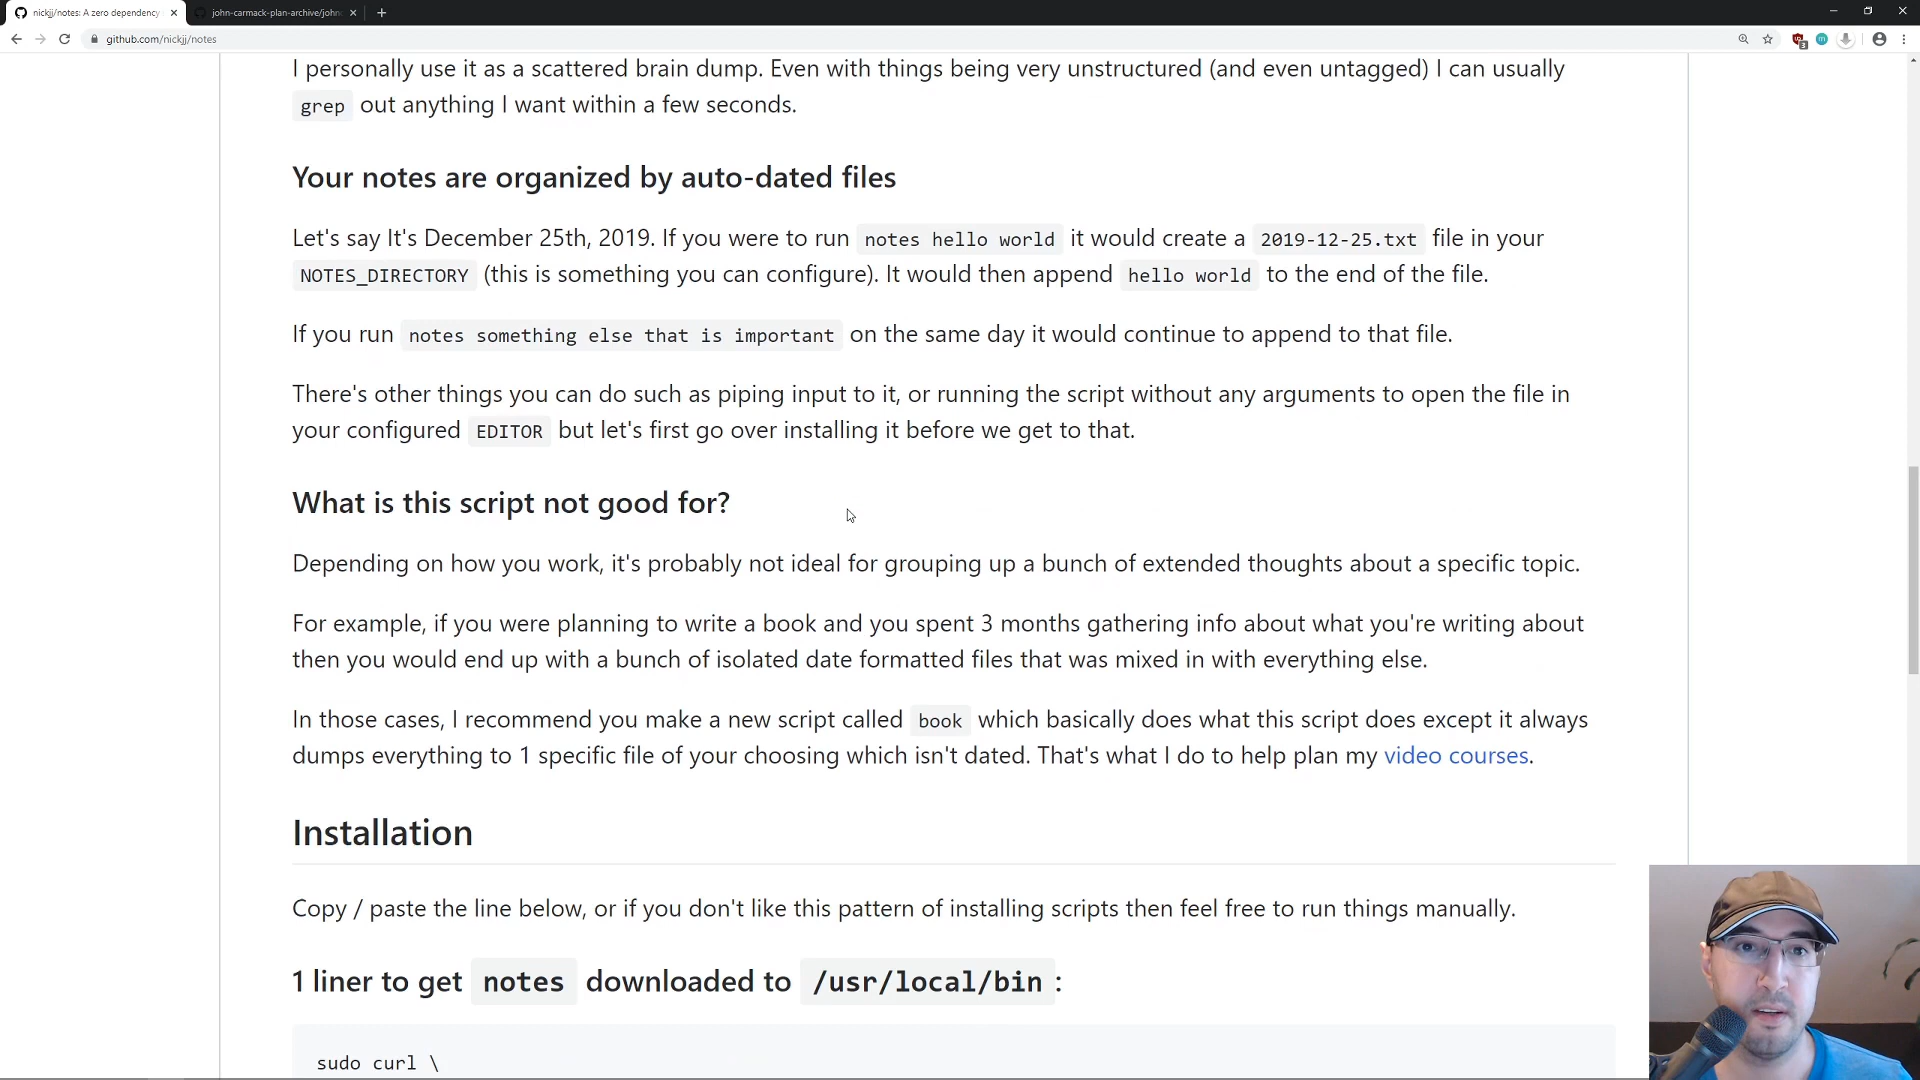 nickjj/notes: A zero dependency
john-carmack-plan-archive/john
github.com/nickjj/notes
I personally use it as a scattered brain dump. Even with things being very unstructured (and even untagged) I can usually
grep out anything I want within a few seconds.
Your notes are organized by auto-dated files
Let's say It's December 25th, 2019. If you were to run notes hello world it would create a 2019-12-25.txt file in your
NOTES_DIRECTORY (this is something you can configure). It would then append hello world to the end of the file.
If you run notes something else that is important on the same day it would continue to append to that file.
There's other things you can do such as piping input to it, or running the script without any arguments to open the file in
your configured EDITOR but let's first go over installing it before we get to that.
What is this script not good for?
Depending on how you work, it's probably not ideal for grouping up a bunch of extended thoughts about a specific topic.
For example, if you were planning to write a book and you spent 3 months gathering info about what you're writing about
then you would end up with a bunch of isolated date formatted files that was mixed in with everything else.
In those cases, I recommend you make a new script called book which basically does what this script does except it always
dumps everything to 1 specific file of your choosing which isn't dated. That's what I do to help plan my video courses.
Installation
Copy / paste the line below, or if you don't like this pattern of installing scripts then feel free to run things manually.
1 liner to get notes downloaded to /usr/local/bin:
sudo curl \